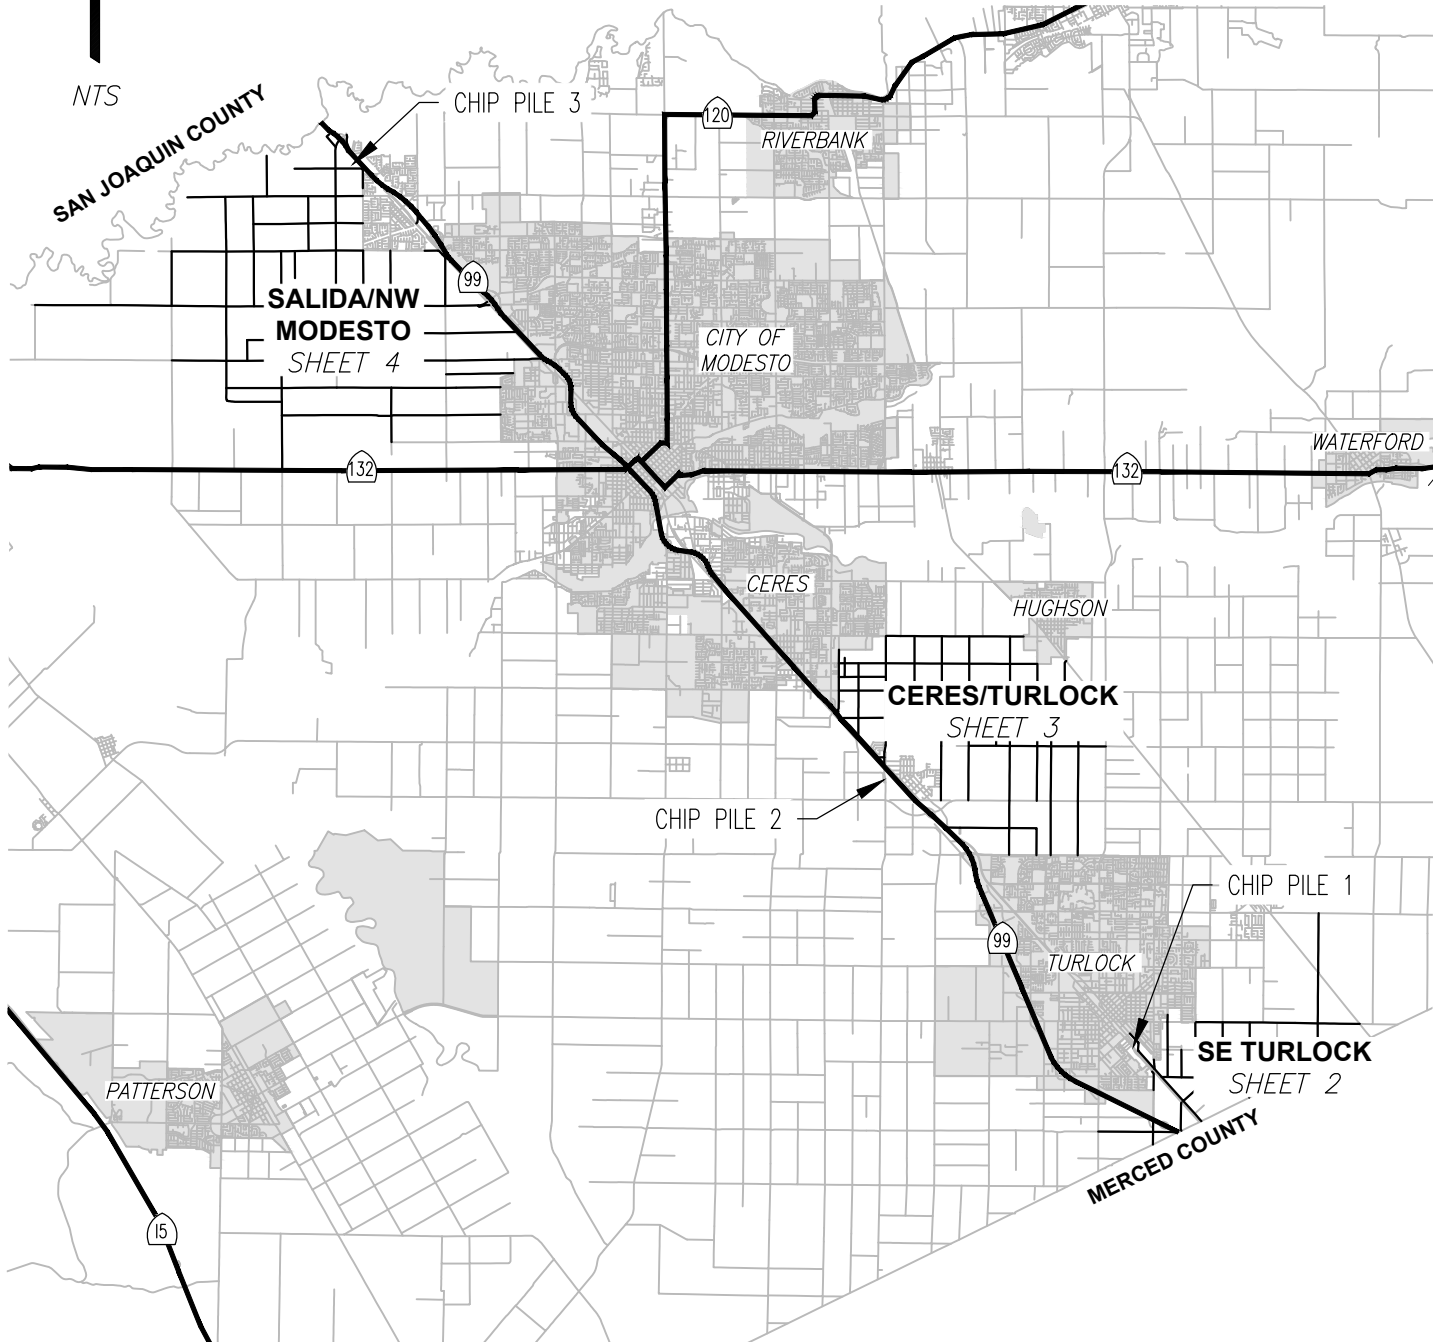 NTS
SAN JOAQUIN COUNTY
CHIP PILE 3
120
RIVERBANK
99
SALIDA/NW
MODESTO
SHEET 4
CITY OF
MODESTO
WATERFORD
132
132
CERES
HUGHSON
CERES/TURLOCK
SHEET 3
CHIP PILE 2
CHIP PILE 1
99
TURLOCK
SE TURLOCK
SHEET 2
PATTERSON
MERCED COUNTY
I5